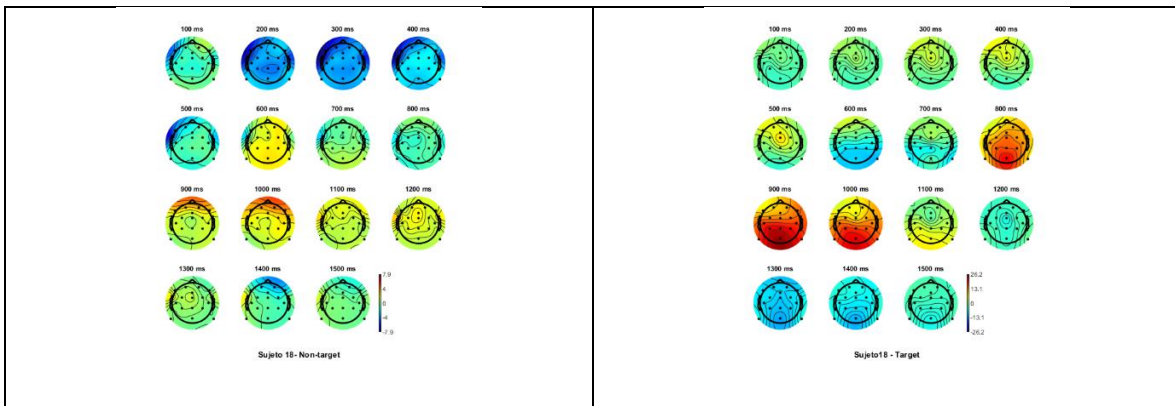 100 ms 200 ms 300 ms 400 ms
500 ms 600 ms 700 ms 800 ms
900 ms 1000 ms 1100 ms 1200 ms
1300 ms 1400 ms 1500 ms
7.9
4
0
-4
-7.9
Sujeto 18- Non-target
100 ms 200 ms 300 ms 400 ms
500 ms 600 ms 700 ms 800 ms
900 ms 1000 ms 1100 ms 1200 ms
1300 ms 1400 ms 1500 ms
26.2
13.1
0
-13.1
-26.2
Sujeto18 - Target